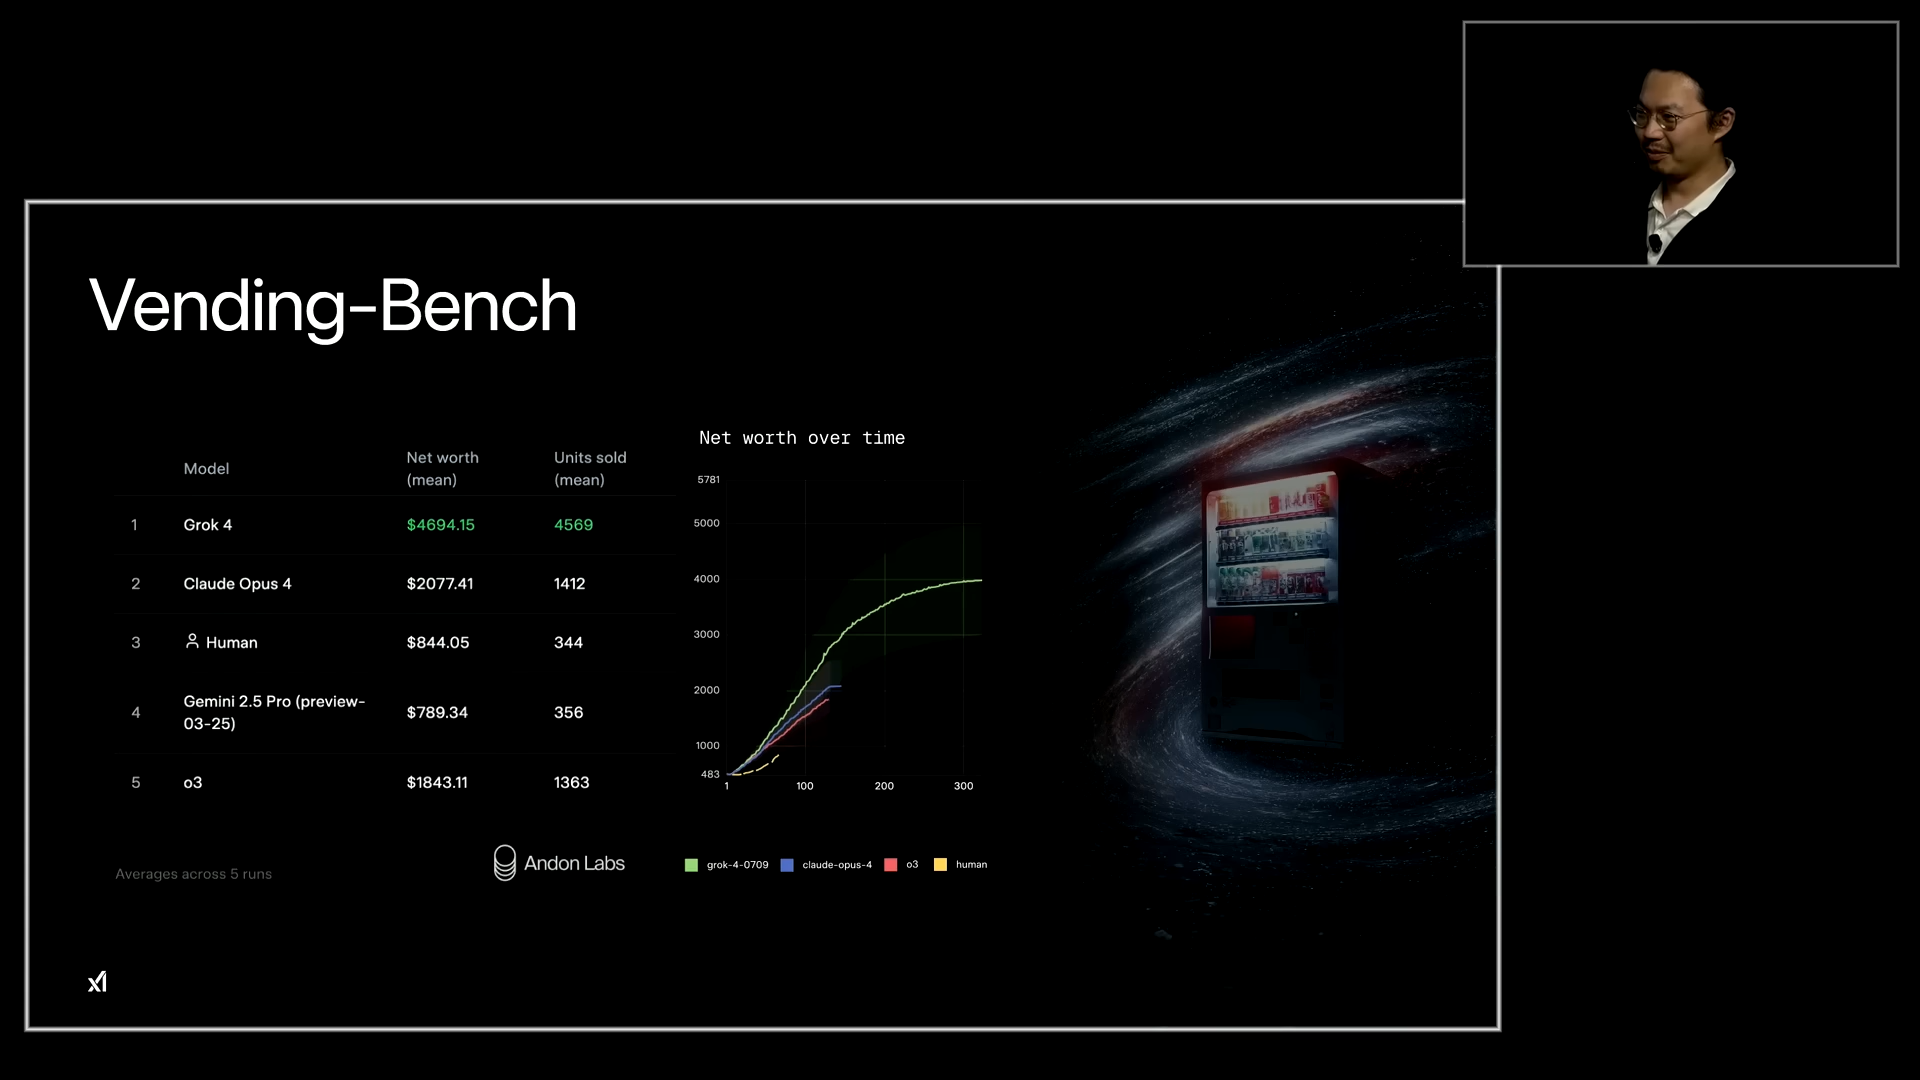 Vending-Bench
Model
Net worth
(mean)
Units sold
(mean)
1 Grok 4 $4694.15 4569
2 Claude Opus 4 $2077.41 1412
3 Human $844.05 344
4 Gemini 2.5 Pro (preview-
03-25) $789.34 356
5 o3 $1843.11 1363
Averages across 5 runs
Andon Labs
Net worth over time
5781
5000
4000
3000
2000
1000
483
1 100 200 300
grok-4-0709 claude-opus-4 o3 human
xI